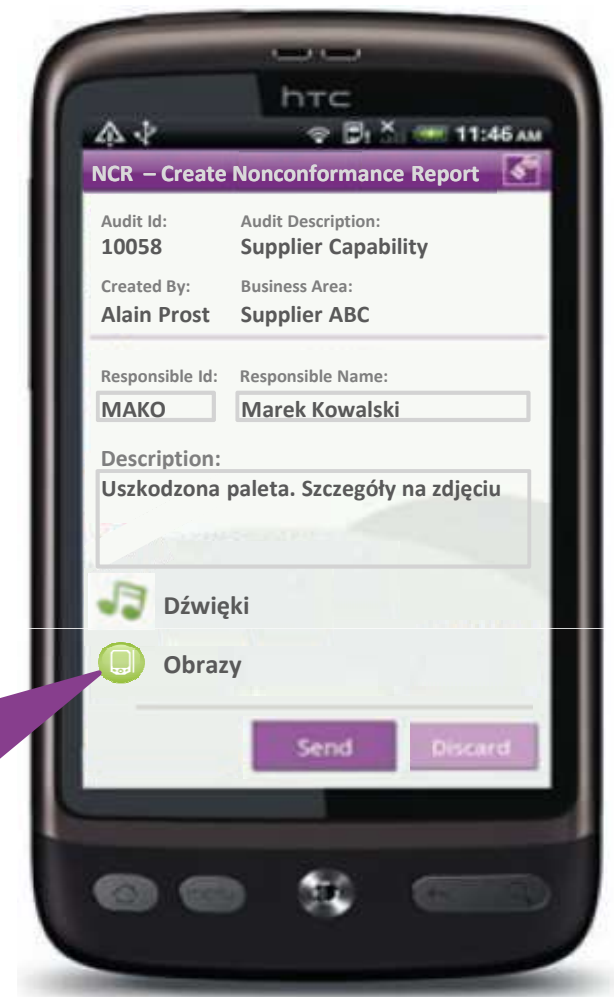 htc
11:46 AM
NCR – Create Nonconformance Report
Audit Id: Audit Description:
10058 Supplier Capability
Created By: Business Area:
Alain Prost Supplier ABC
Responsible Id: Responsible Name:
MAKO Marek Kowalski
Description:
Uszkodzona paleta. Szczegóły na zdjęciu
Dźwięki
Obrazy
Send Discard
menu